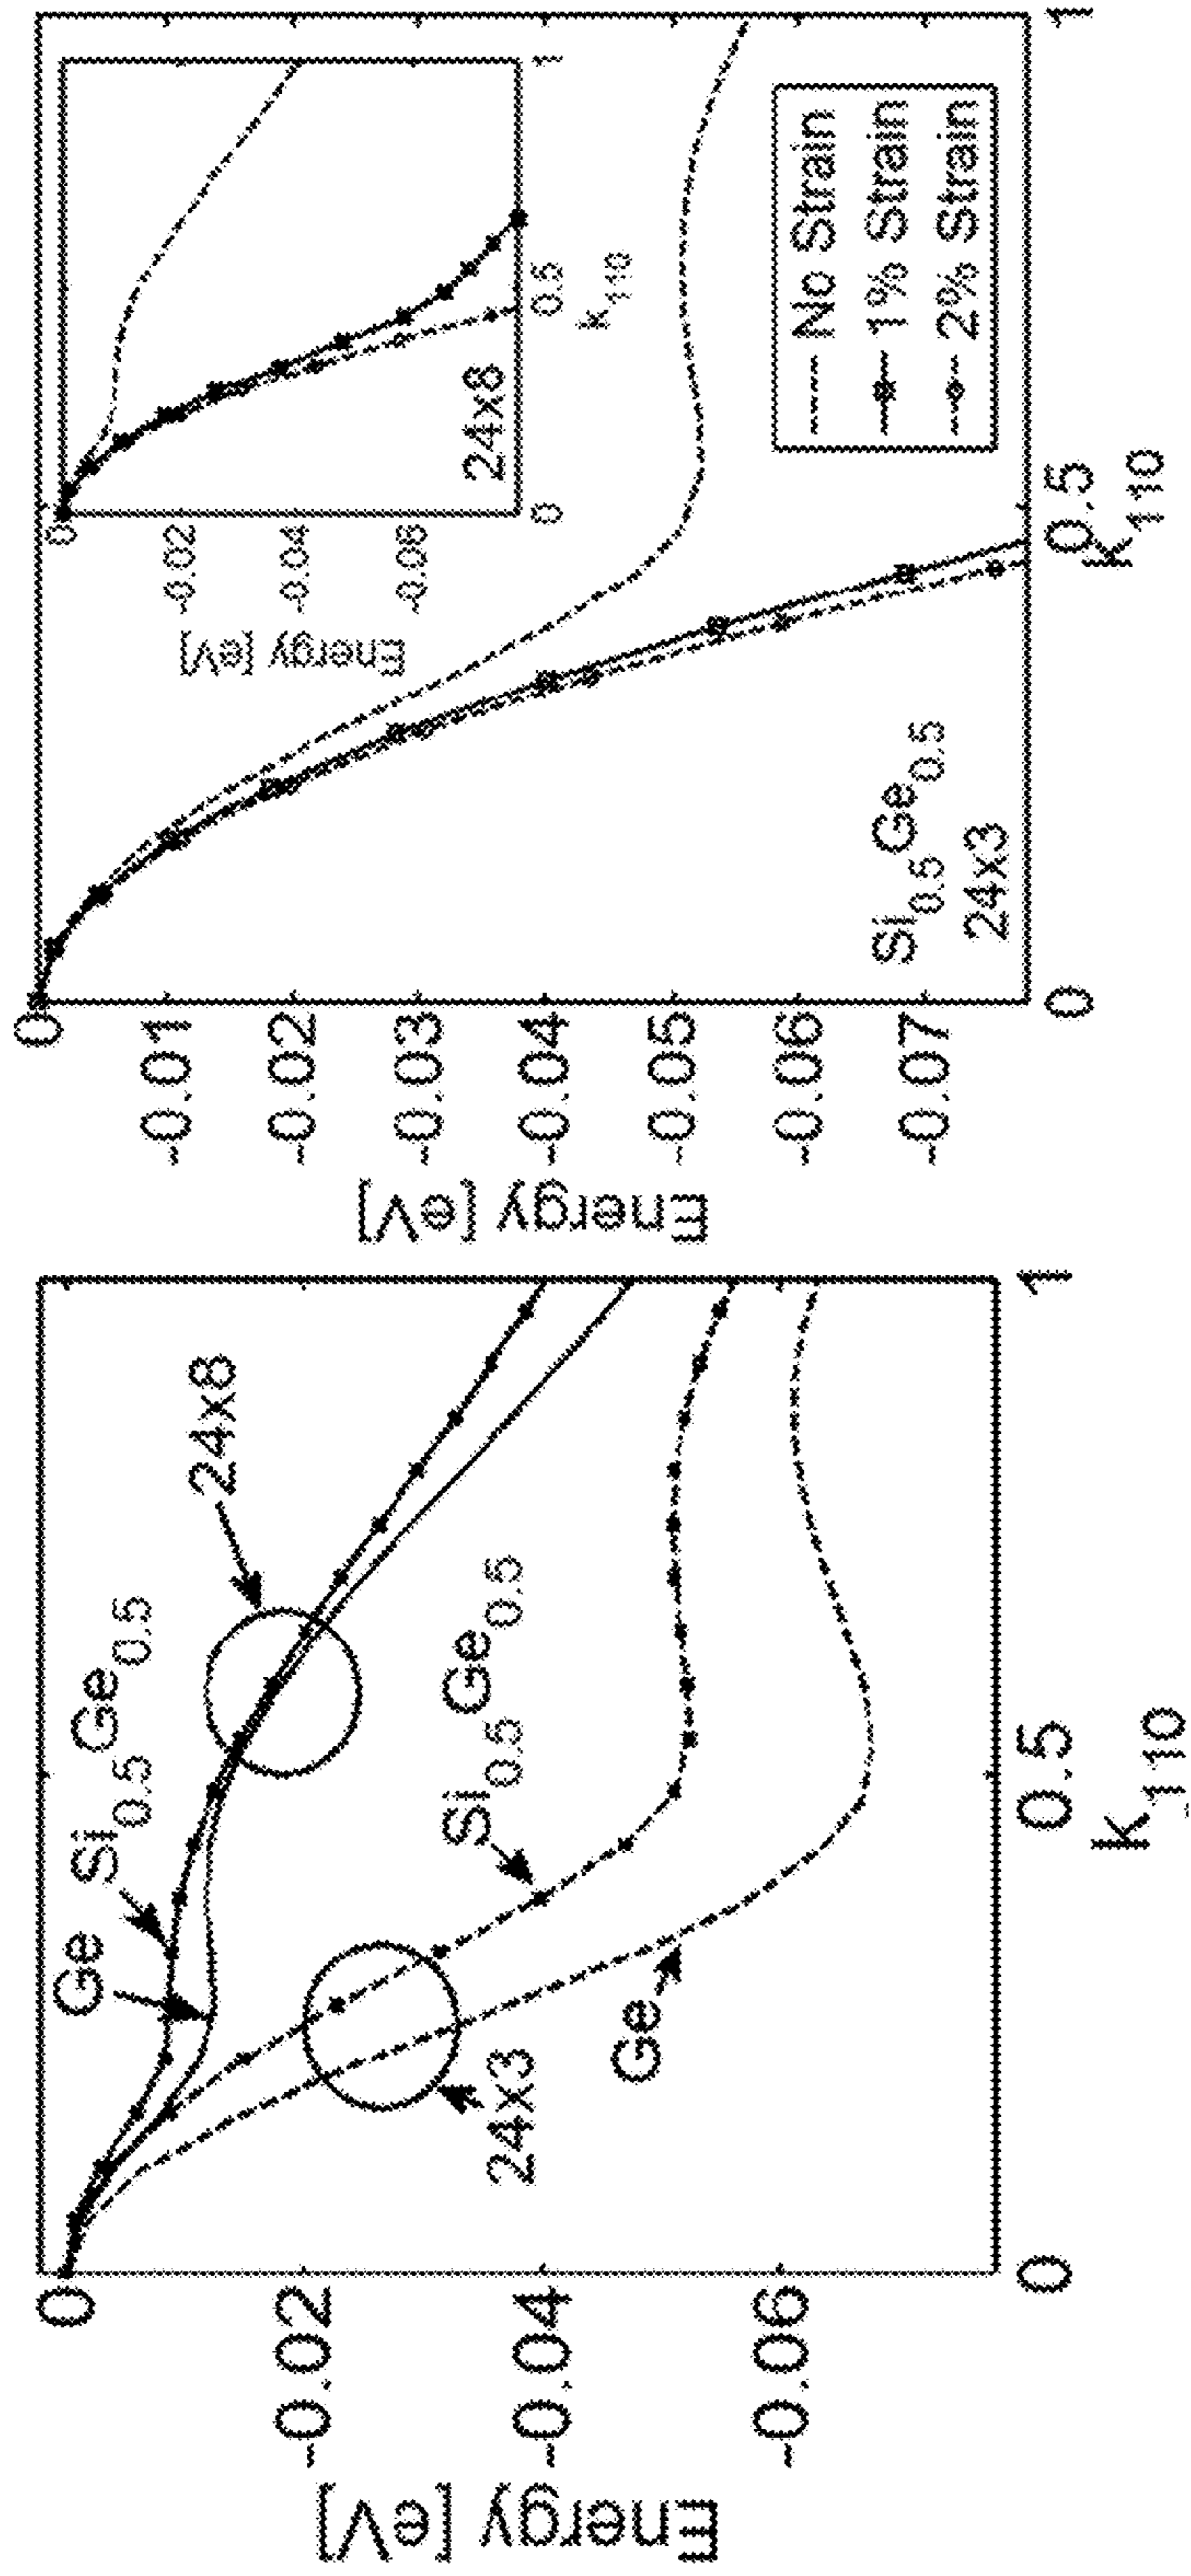 Energy [eV]
0
-0.02
-0.04
-0.06
0
0.5
1
k110
Ge
Si0.5Ge0.5
24x8
Si0.5Ge0.5
24x3
Ge
Energy [eV]
0
-0.01
-0.02
-0.03
-0.04
-0.05
-0.06
-0.07
0
0.5
1
k110
Si0.5Ge0.5
24x3
No Strain
1% Strain
2% Strain
Energy [eV]
0
-0.02
-0.04
-0.06
24x8
0
0.5
1
k110